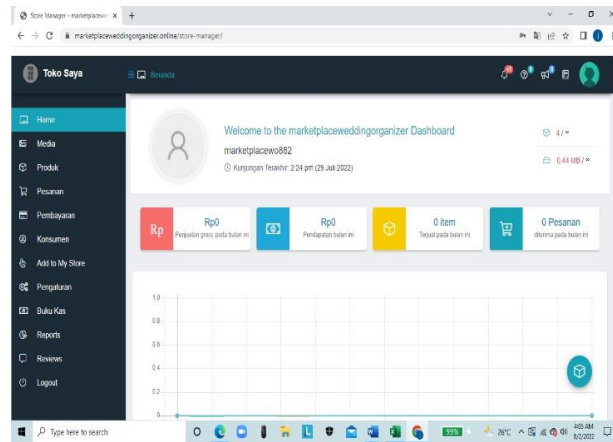 Store Manager - marketplacewe
marketplaceweddingorganizer.online/store-manager/
Toko Saya
Beranda
Home
Media
Produk
Pesanan
Pembayaran
Konsumen
Add to My Store
Pengaturan
Buku Kas
Reports
Reviews
Logout
Welcome to the marketplaceweddingorganizer Dashboard
marketplacewo882
Kunjungan Terakhir: 2:24 pm (29 Juli 2022)
4 / ∞
0.44 MB / ∞
Rp
Rp0
Penjualan gross pada bulan ini
Rp0
Pendapatan bulan ini
0 item
Terjual pada bulan ini
0 Pesanan
diterima pada bulan ini
1.0
0.8
0.6
0.4
0.2
0
Type here to search
99%
26°C
4:05 AM
8/2/2022